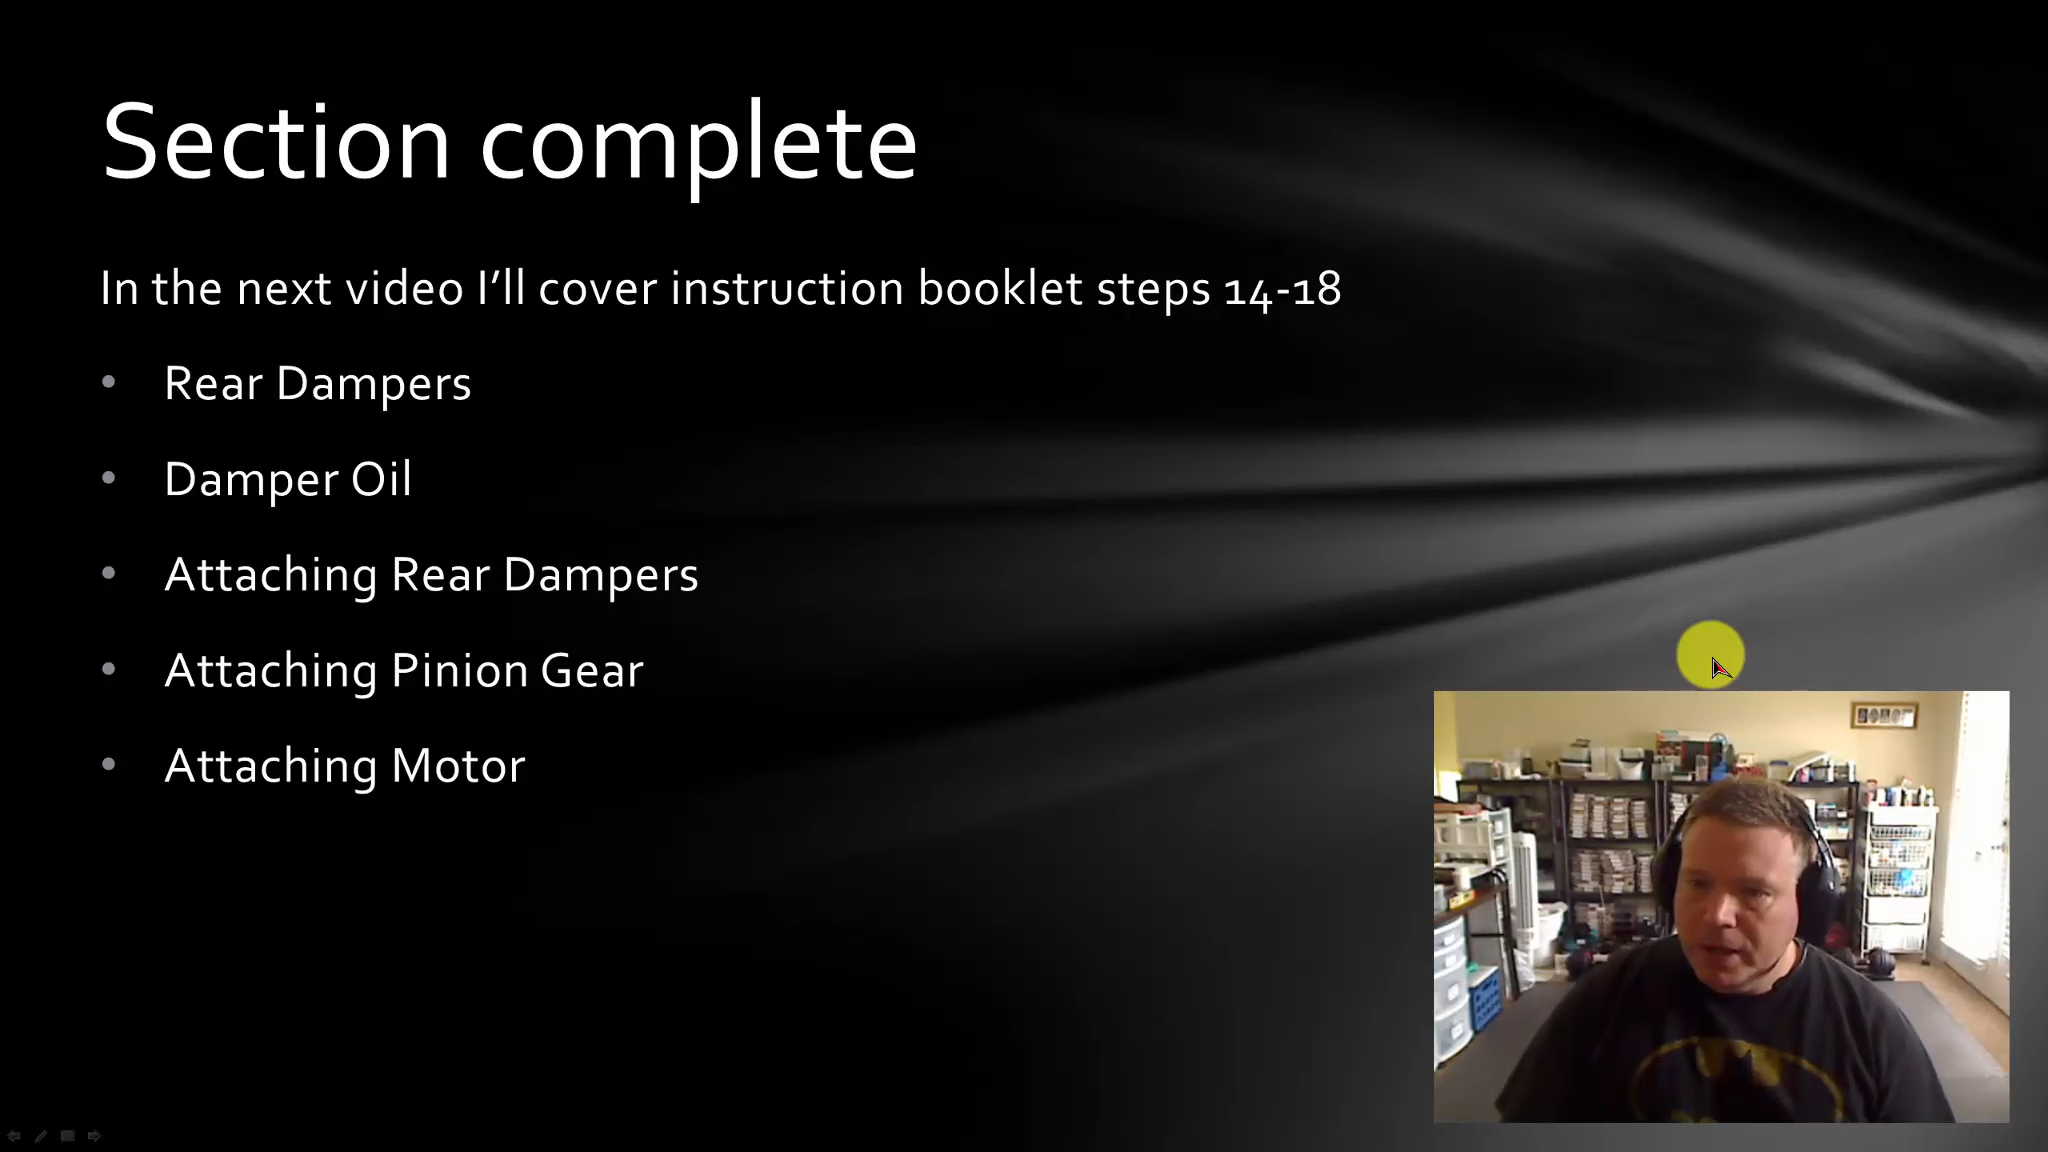 Section complete
In the next video I’ll cover instruction booklet steps 14-18
• Rear Dampers
• Damper Oil
• Attaching Rear Dampers
• Attaching Pinion Gear
• Attaching Motor